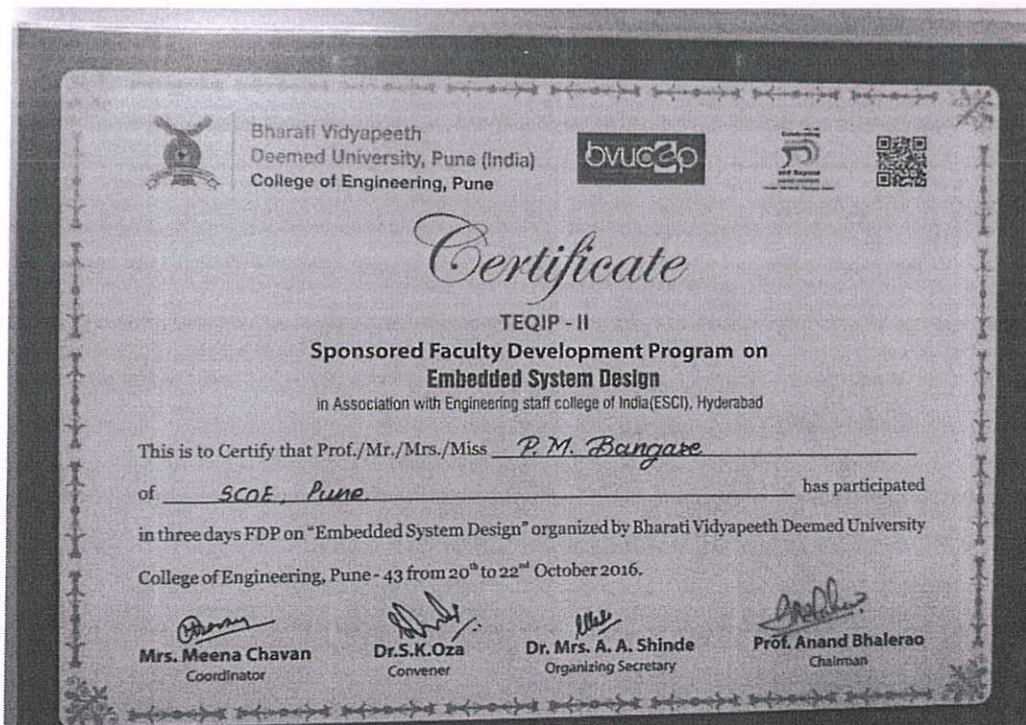 Bharati Vidyapeeth
Deemed University, Pune (India)
College of Engineering, Pune
bvucoep
and Beyond
Certificate
TEQIP - II
Sponsored Faculty Development Program on
Embedded System Design
in Association with Engineering staff college of India(ESCI), Hyderabad
This is to Certify that Prof./Mr./Mrs./Miss P. M. Bangare
of SCOE, Pune. has participated
in three days FDP on "Embedded System Design" organized by Bharati Vidyapeeth Deemed University
College of Engineering, Pune - 43 from 20th to 22nd October 2016.
Mrs. Meena Chavan
Coordinator
Dr.S.K.Oza
Convener
Dr. Mrs. A. A. Shinde
Organizing Secretary
Prof. Anand Bhalerao
Chairman